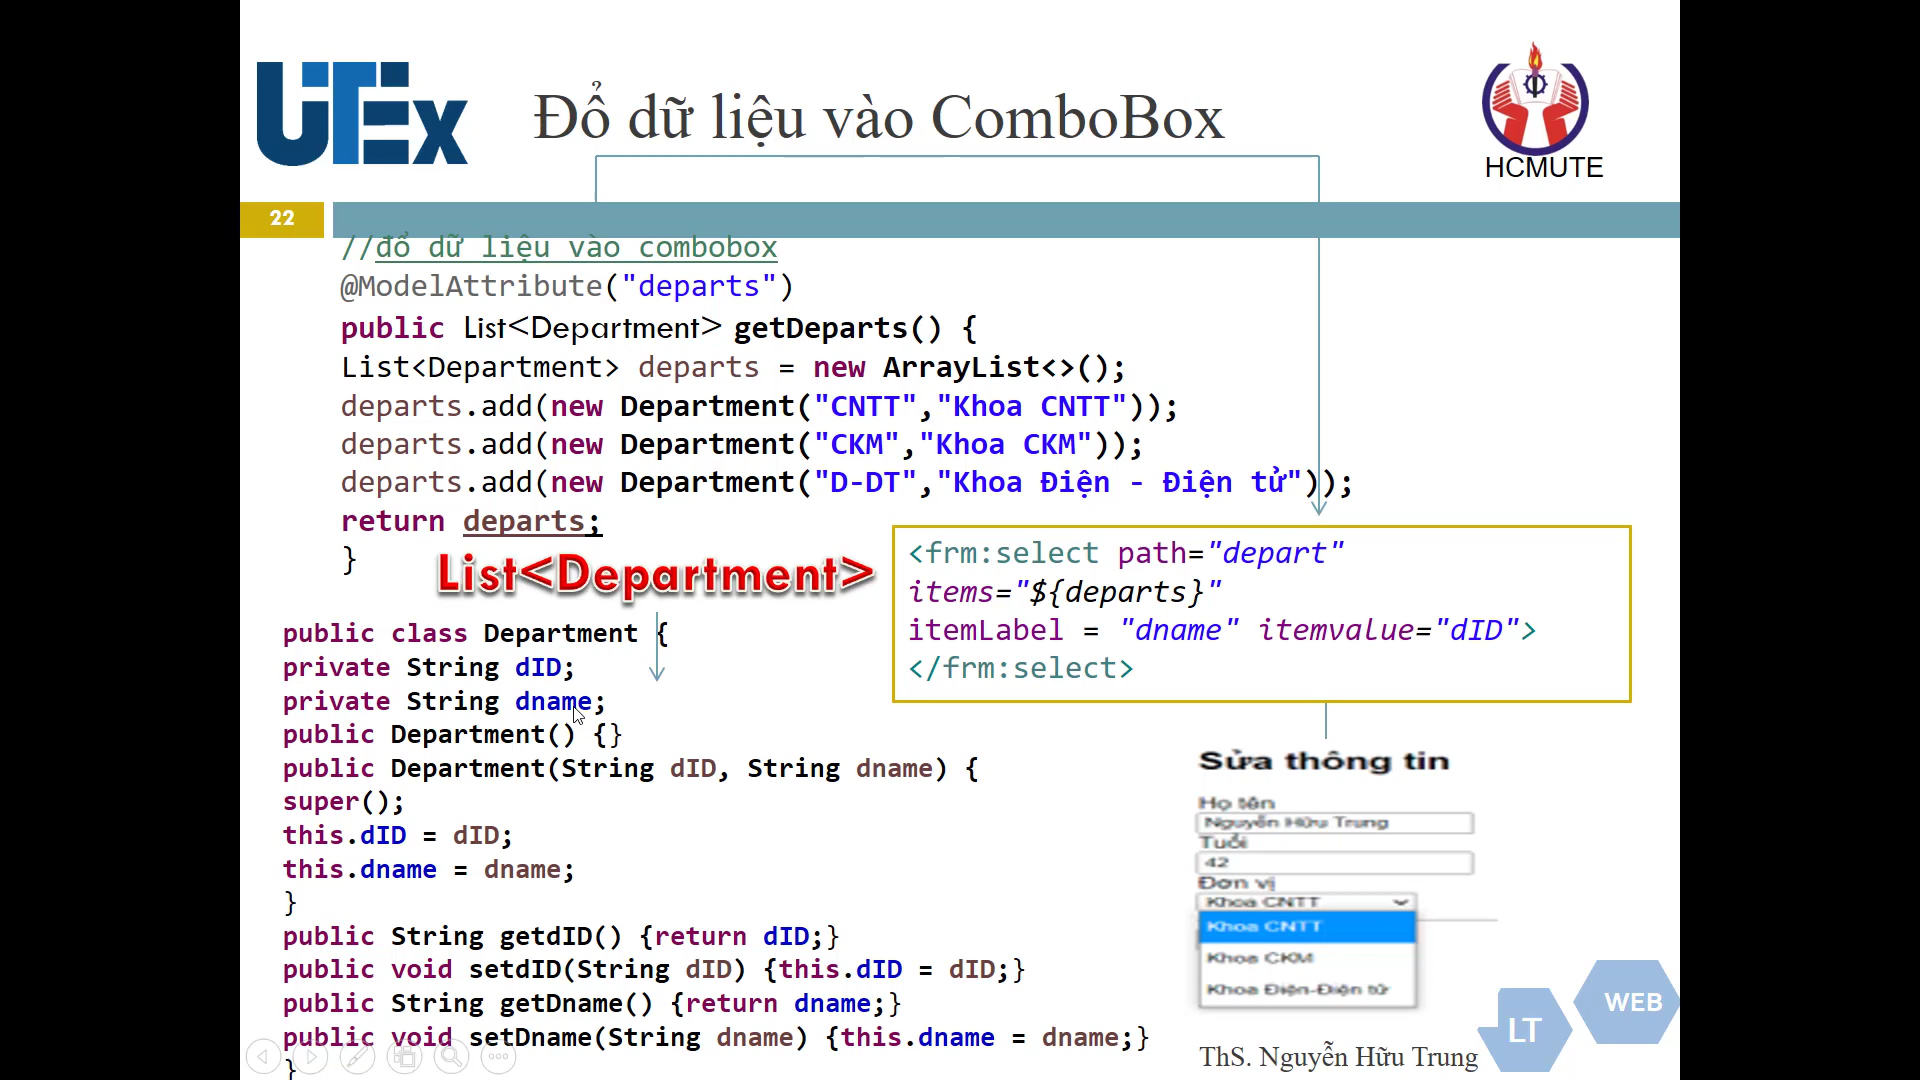 UTEx
Đổ dữ liệu vào ComboBox
HCMUTE
22
//đổ dữ liệu vào combobox
@ModelAttribute("departs")
public List<Department> getDeparts() {
List<Department> departs = new ArrayList<>();
departs.add(new Department("CNTT","Khoa CNTT"));
departs.add(new Department("CKM","Khoa CKM"));
departs.add(new Department("D-DT","Khoa Điện - Điện tử"));
return departs;
}
List<Department>
<frm:select path="depart"
items="${departs}"
itemLabel = "dname" itemvalue="dID">
</frm:select>
public class Department {
private String dID;
private String dname;
public Department() {}
public Department(String dID, String dname) {
super();
this.dID = dID;
this.dname = dname;
}
public String getdID() {return dID;}
public void setdID(String dID) {this.dID = dID;}
public String getDname() {return dname;}
public void setDname(String dname) {this.dname = dname;}
}
Sửa thông tin
Họ tên
Nguyễn Hữu Trung
Tuổi
42
Đơn vị
Khoa CNTT
Khoa CNTT
Khoa CKM
Khoa Điện-Điện tử
LT
WEB
ThS. Nguyễn Hữu Trung